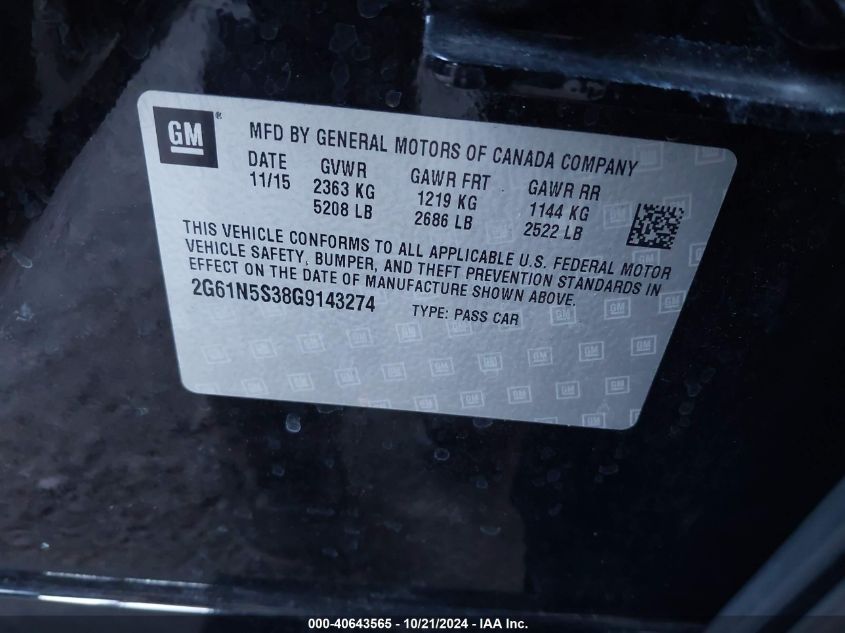 GM ®
MFD BY GENERAL MOTORS OF CANADA COMPANY
DATE GVWR GAWR FRT GAWR RR
11/15 2363 KG 1219 KG 1144 KG
5208 LB 2686 LB 2522 LB
THIS VEHICLE CONFORMS TO ALL APPLICABLE U.S. FEDERAL MOTOR
VEHICLE SAFETY, BUMPER, AND THEFT PREVENTION STANDARDS IN
EFFECT ON THE DATE OF MANUFACTURE SHOWN ABOVE.
2G61N5S38G9143274 TYPE: PASS CAR
000-40643565 | 10/21/2024 - IAA Inc.